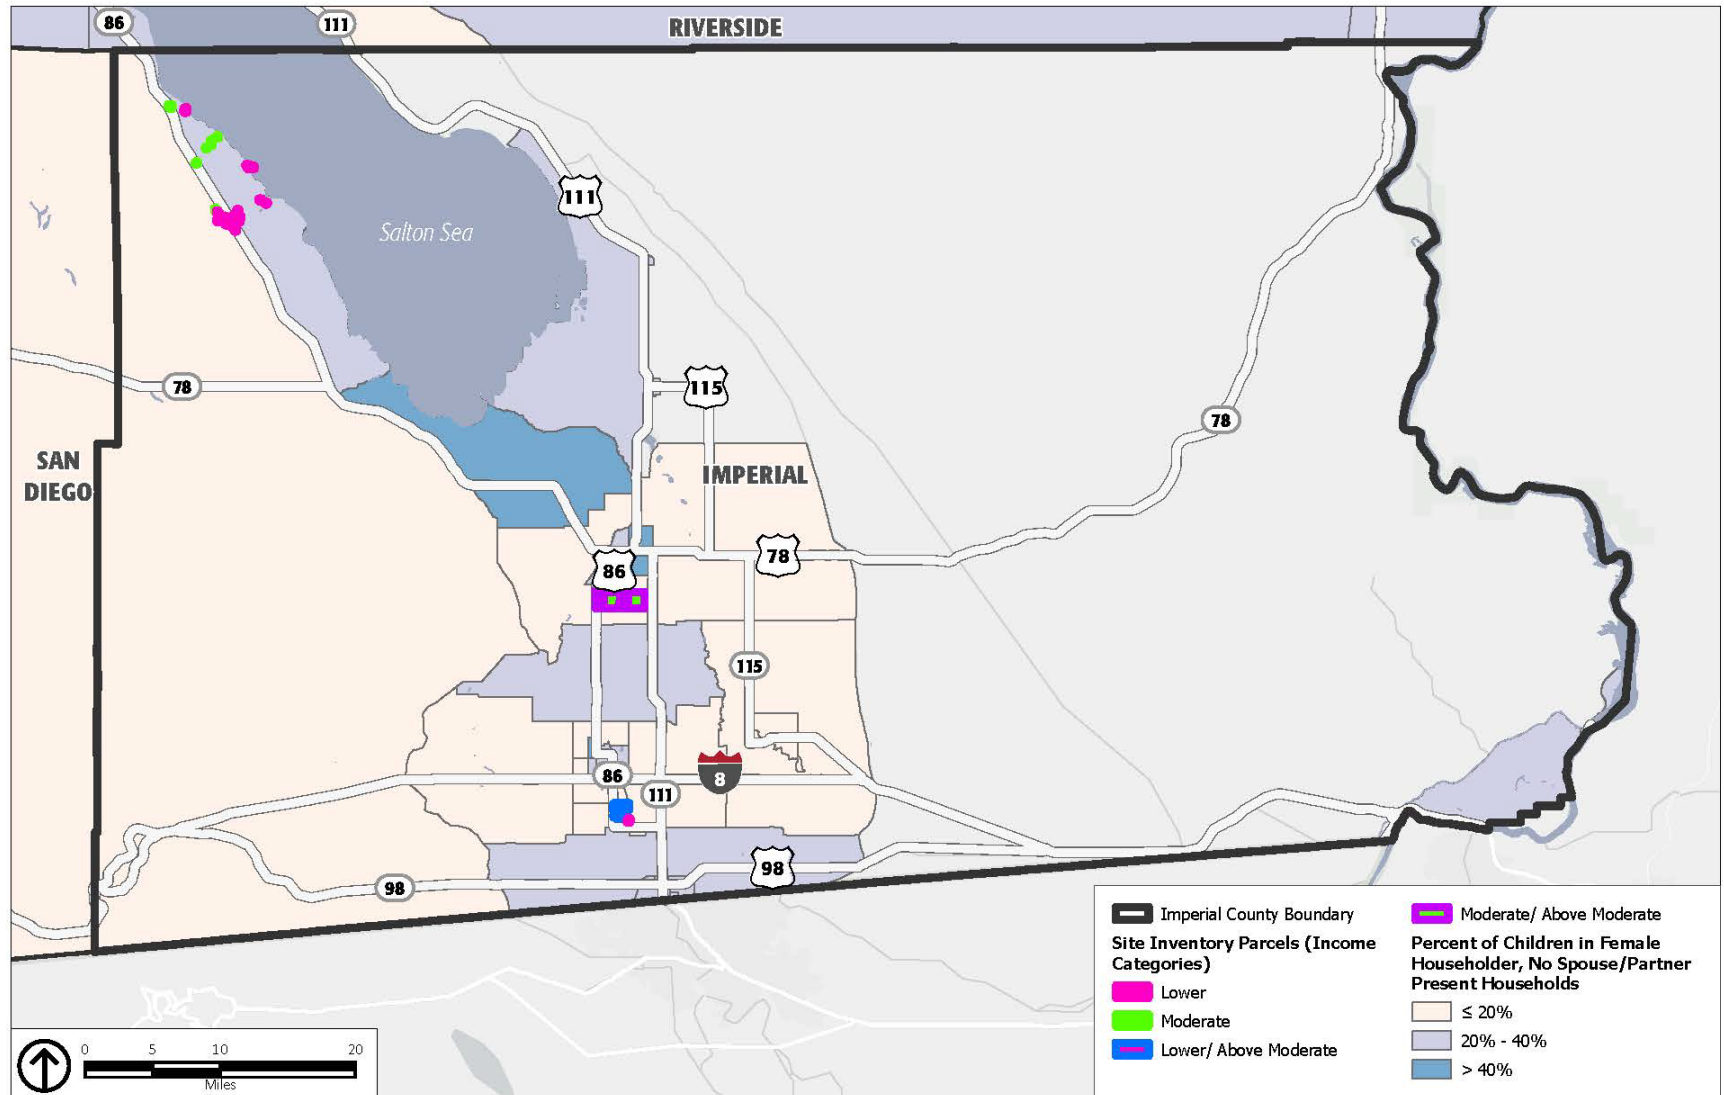 86
111
RIVERSIDE
111
Salton Sea
78
115
78
SAN
DIEGO
IMPERIAL
86
78
115
86
8
111
98
98
Imperial County Boundary
Site Inventory Parcels (Income
Categories)
Lower
Moderate
Lower/ Above Moderate
Moderate/ Above Moderate
Percent of Children in Female
Householder, No Spouse/Partner
Present Households
≤ 20%
20% - 40%
> 40%
0 5 10 20
Miles